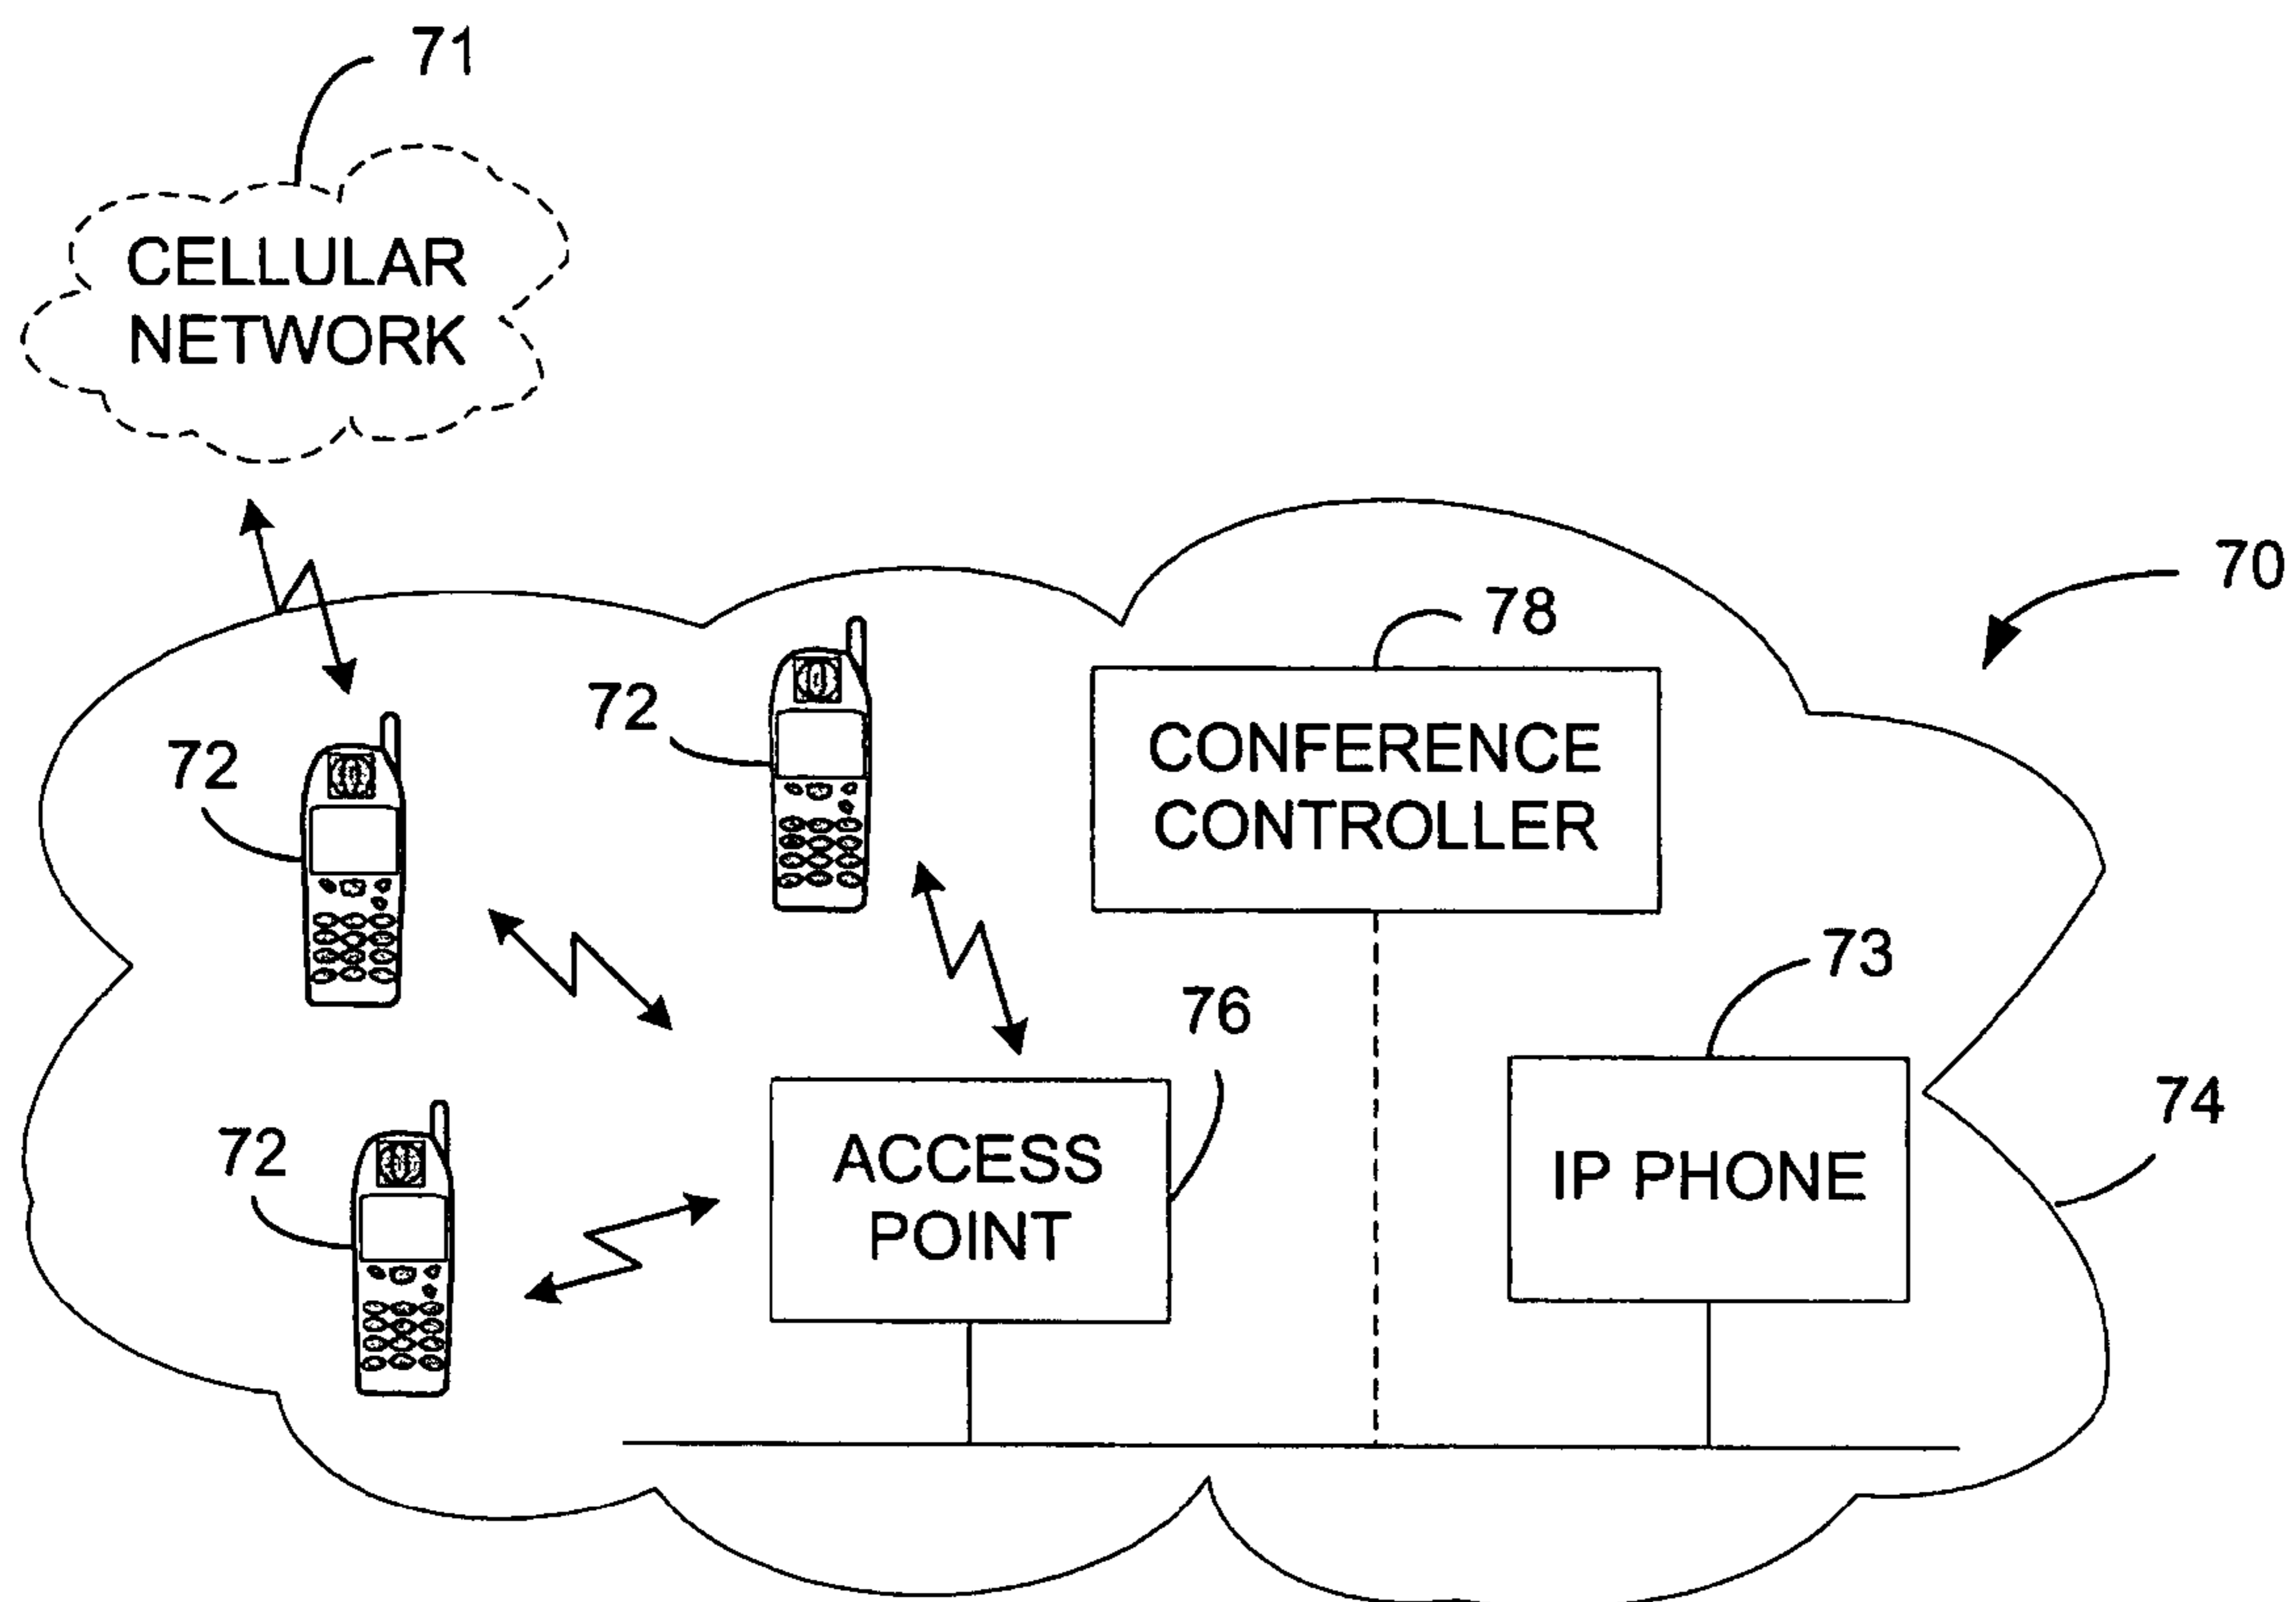 71
CELLULAR
NETWORK
70
78
72
CONFERENCE
CONTROLLER
72
73
76
74
ACCESS
POINT
IP PHONE
72